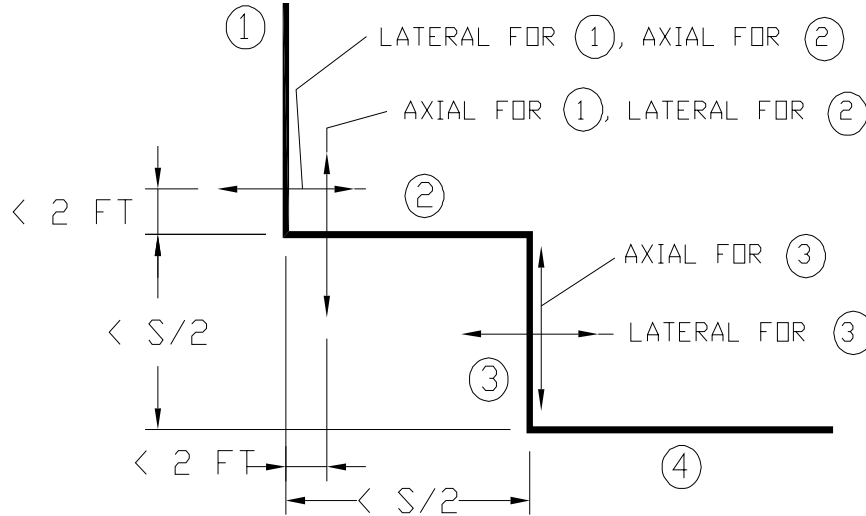 ① LATERAL FOR ①, AXIAL FOR ②
AXIAL FOR ①, LATERAL FOR ②
②
< 2 FT
AXIAL FOR ③
< S/2
LATERAL FOR ③
③
< 2 FT
④
< S/2